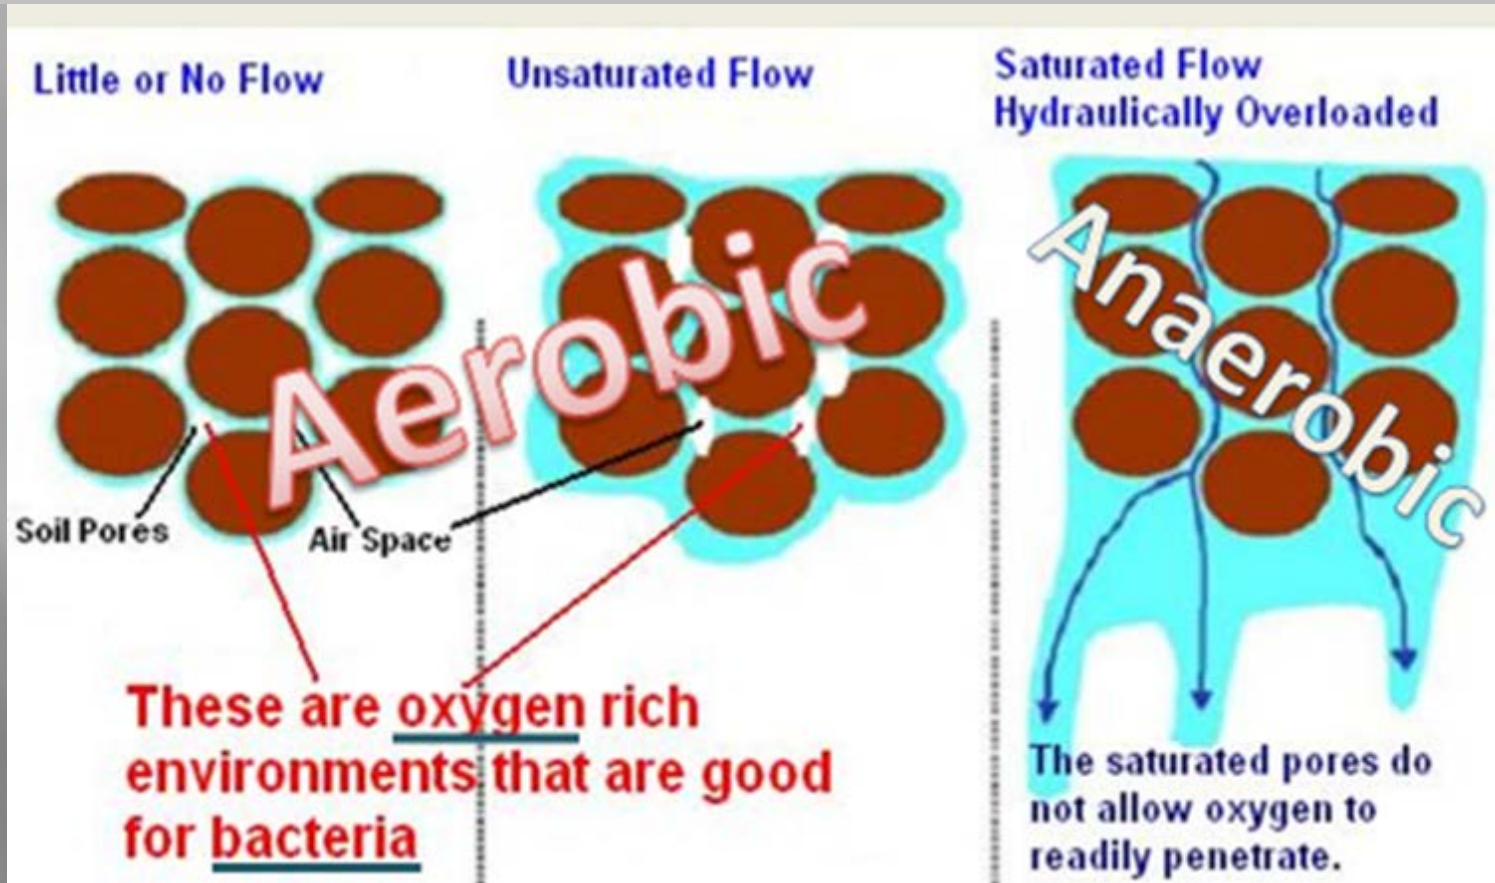 Little or No Flow
Unsaturated Flow
Saturated Flow
Hydraulically Overloaded
Aerobic
Anaerobic
Soil Pores
Air Space
These are oxygen rich
environments that are good
for bacteria
The saturated pores do
not allow oxygen to
readily penetrate.